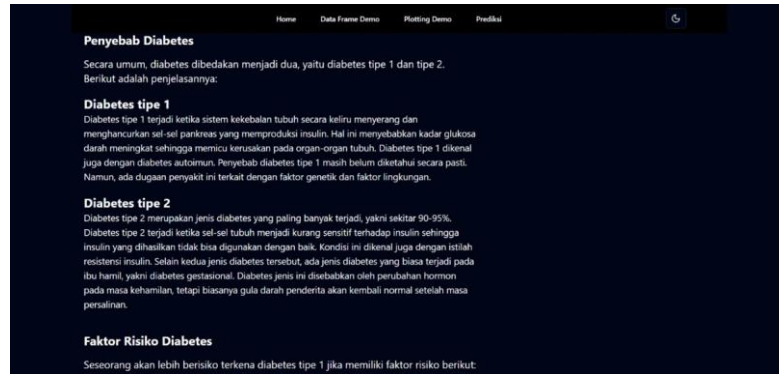 Home Data Frame Demo Plotting Demo Prediksi
Penyebab Diabetes
Secara umum, diabetes dibedakan menjadi dua, yaitu diabetes tipe 1 dan tipe 2.
Berikut adalah penjelasannya:
Diabetes tipe 1
Diabetes tipe 1 terjadi ketika sistem kekebalan tubuh secara keliru menyerang dan
menghancurkan sel-sel pankreas yang memproduksi insulin. Hal ini menyebabkan kadar glukosa
darah meningkat sehingga memicu kerusakan pada organ-organ tubuh. Diabetes tipe 1 dikenal
juga dengan diabetes autoimun. Penyebab diabetes tipe 1 masih belum diketahui secara pasti.
Namun, ada dugaan penyakit ini terkait dengan faktor genetik dan faktor lingkungan.
Diabetes tipe 2
Diabetes tipe 2 merupakan jenis diabetes yang paling banyak terjadi, yakni sekitar 90-95%.
Diabetes tipe 2 terjadi ketika sel-sel tubuh menjadi kurang sensitif terhadap insulin sehingga
insulin yang dihasilkan tidak bisa digunakan dengan baik. Kondisi ini dikenal juga dengan istilah
resistensi insulin. Selain kedua jenis diabetes tersebut, ada jenis diabetes yang biasa terjadi pada
ibu hamil, yakni diabetes gestasional. Diabetes jenis ini disebabkan oleh perubahan hormon
pada masa kehamilan, tetapi biasanya gula darah penderita akan kembali normal setelah masa
persalinan.
Faktor Risiko Diabetes
Seseorang akan lebih berisiko terkena diabetes tipe 1 jika memiliki faktor risiko berikut: